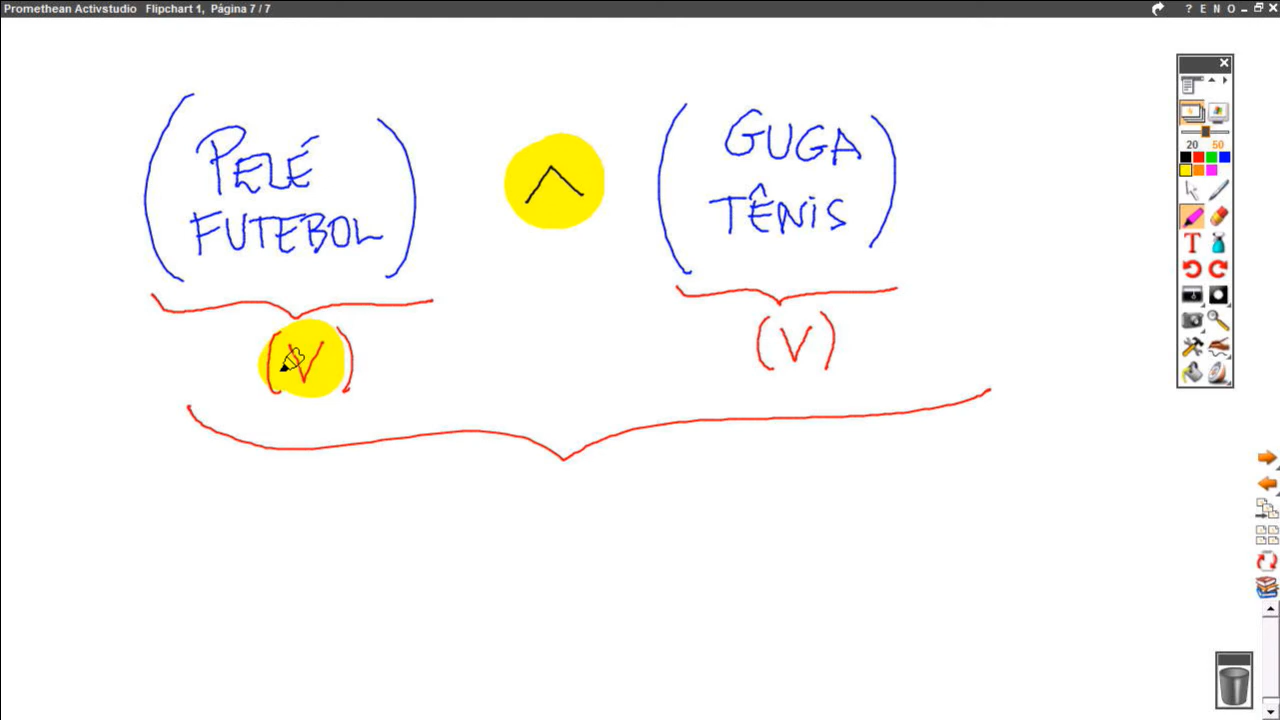 Promethean Activstudio Flipchart 1, Página 7 / 7
? E N O
PELÉ
FUTEBOL
∧
GUGA
TÊNIS
(V)
(V)
20 50
T